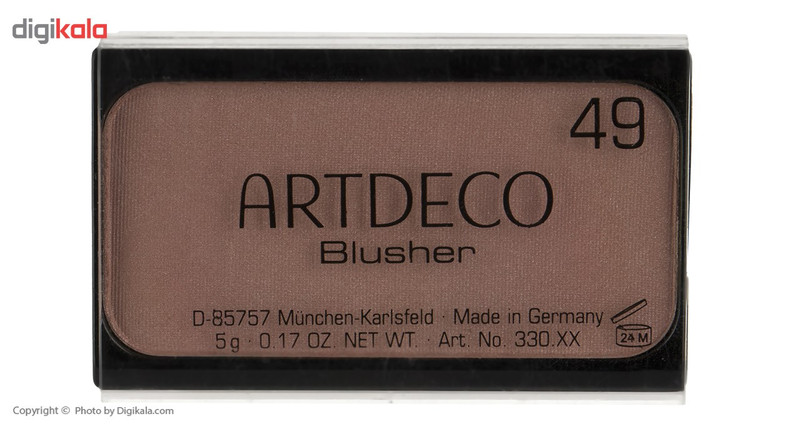 digikala
49
ARTDECO
Blusher
D-85757 München-Karlsfeld · Made in Germany
5 g · 0.17 OZ. NET WT. · Art. No. 330.XX
24 M
Copyright © Photo by Digikala.com